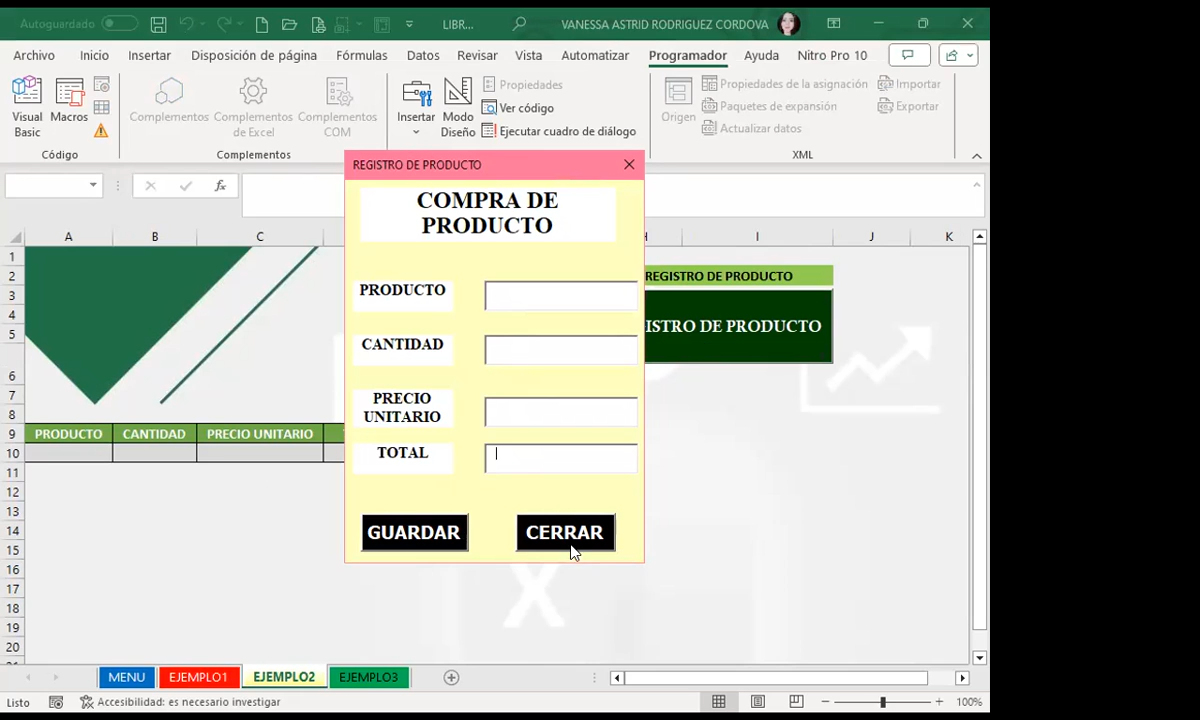 Autoguardado LIBR... VANESSA ASTRID RODRIGUEZ CORDOVA
Archivo Inicio Insertar Disposición de página Fórmulas Datos Revisar Vista Automatizar Programador Ayuda Nitro Pro 10
Visual Basic
Macros
Código
Complementos
Complementos de Excel
Complementos COM
Complementos
Insertar
Modo Diseño
Propiedades
Ver código
Ejecutar cuadro de diálogo
Origen
Propiedades de la asignación
Paquetes de expansión
Actualizar datos
Importar
Exportar
XML
fx
REGISTRO DE PRODUCTO
COMPRA DE
PRODUCTO
PRODUCTO
CANTIDAD
PRECIO
UNITARIO
TOTAL
GUARDAR CERRAR
A B C H I J K
1
2
3
4
5
6
7
8
9
10
11
12
13
14
15
16
17
18
19
20
REGISTRO DE PRODUCTO
ISTRO DE PRODUCTO
PRODUCTO CANTIDAD PRECIO UNITARIO
X
MENU EJEMPLO1 EJEMPLO2 EJEMPLO3
Listo Accesibilidad: es necesario investigar 100%